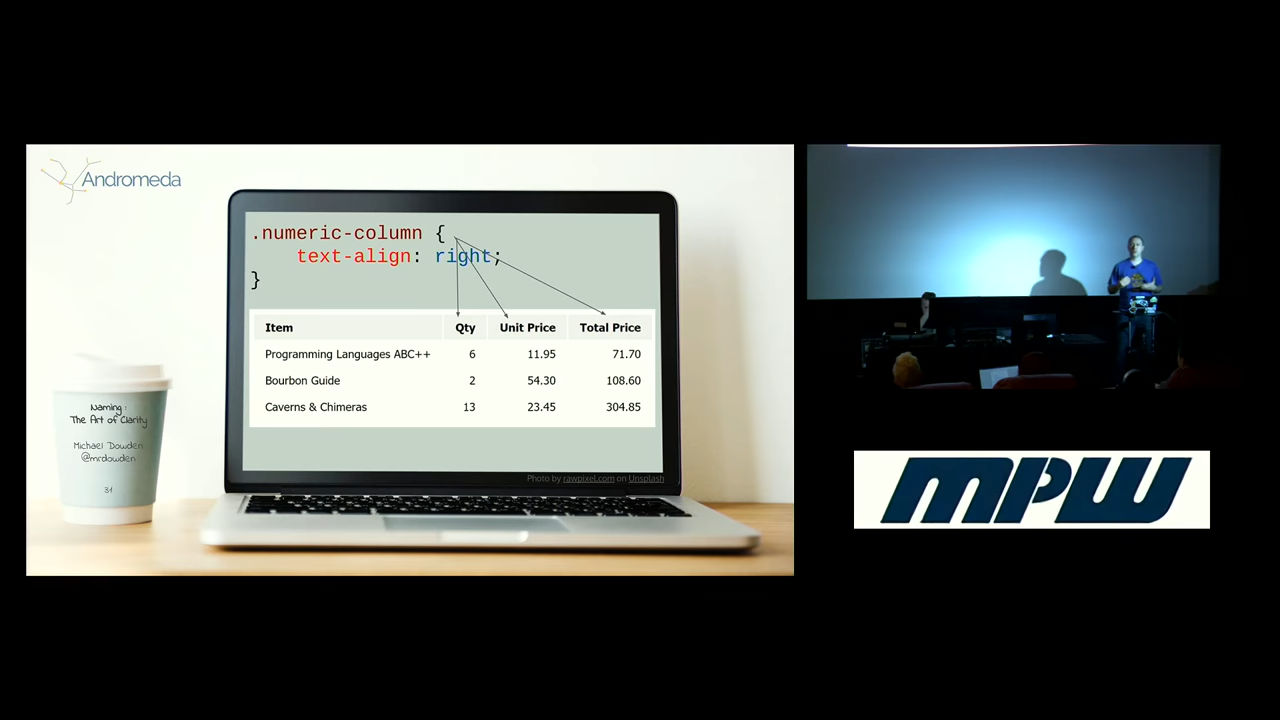 Andromeda
.numeric-column {
text-align: right;
}
Item Qty Unit Price Total Price
Programming Languages ABC++ 6 11.95 71.70
Bourbon Guide 2 54.30 108.60
Caverns & Chimeras 13 23.45 304.85
Photo by rawpixel.com on Unsplash
Naming:
The Art of Clarity
Michael Dowden
@mrdowden
31
MPW